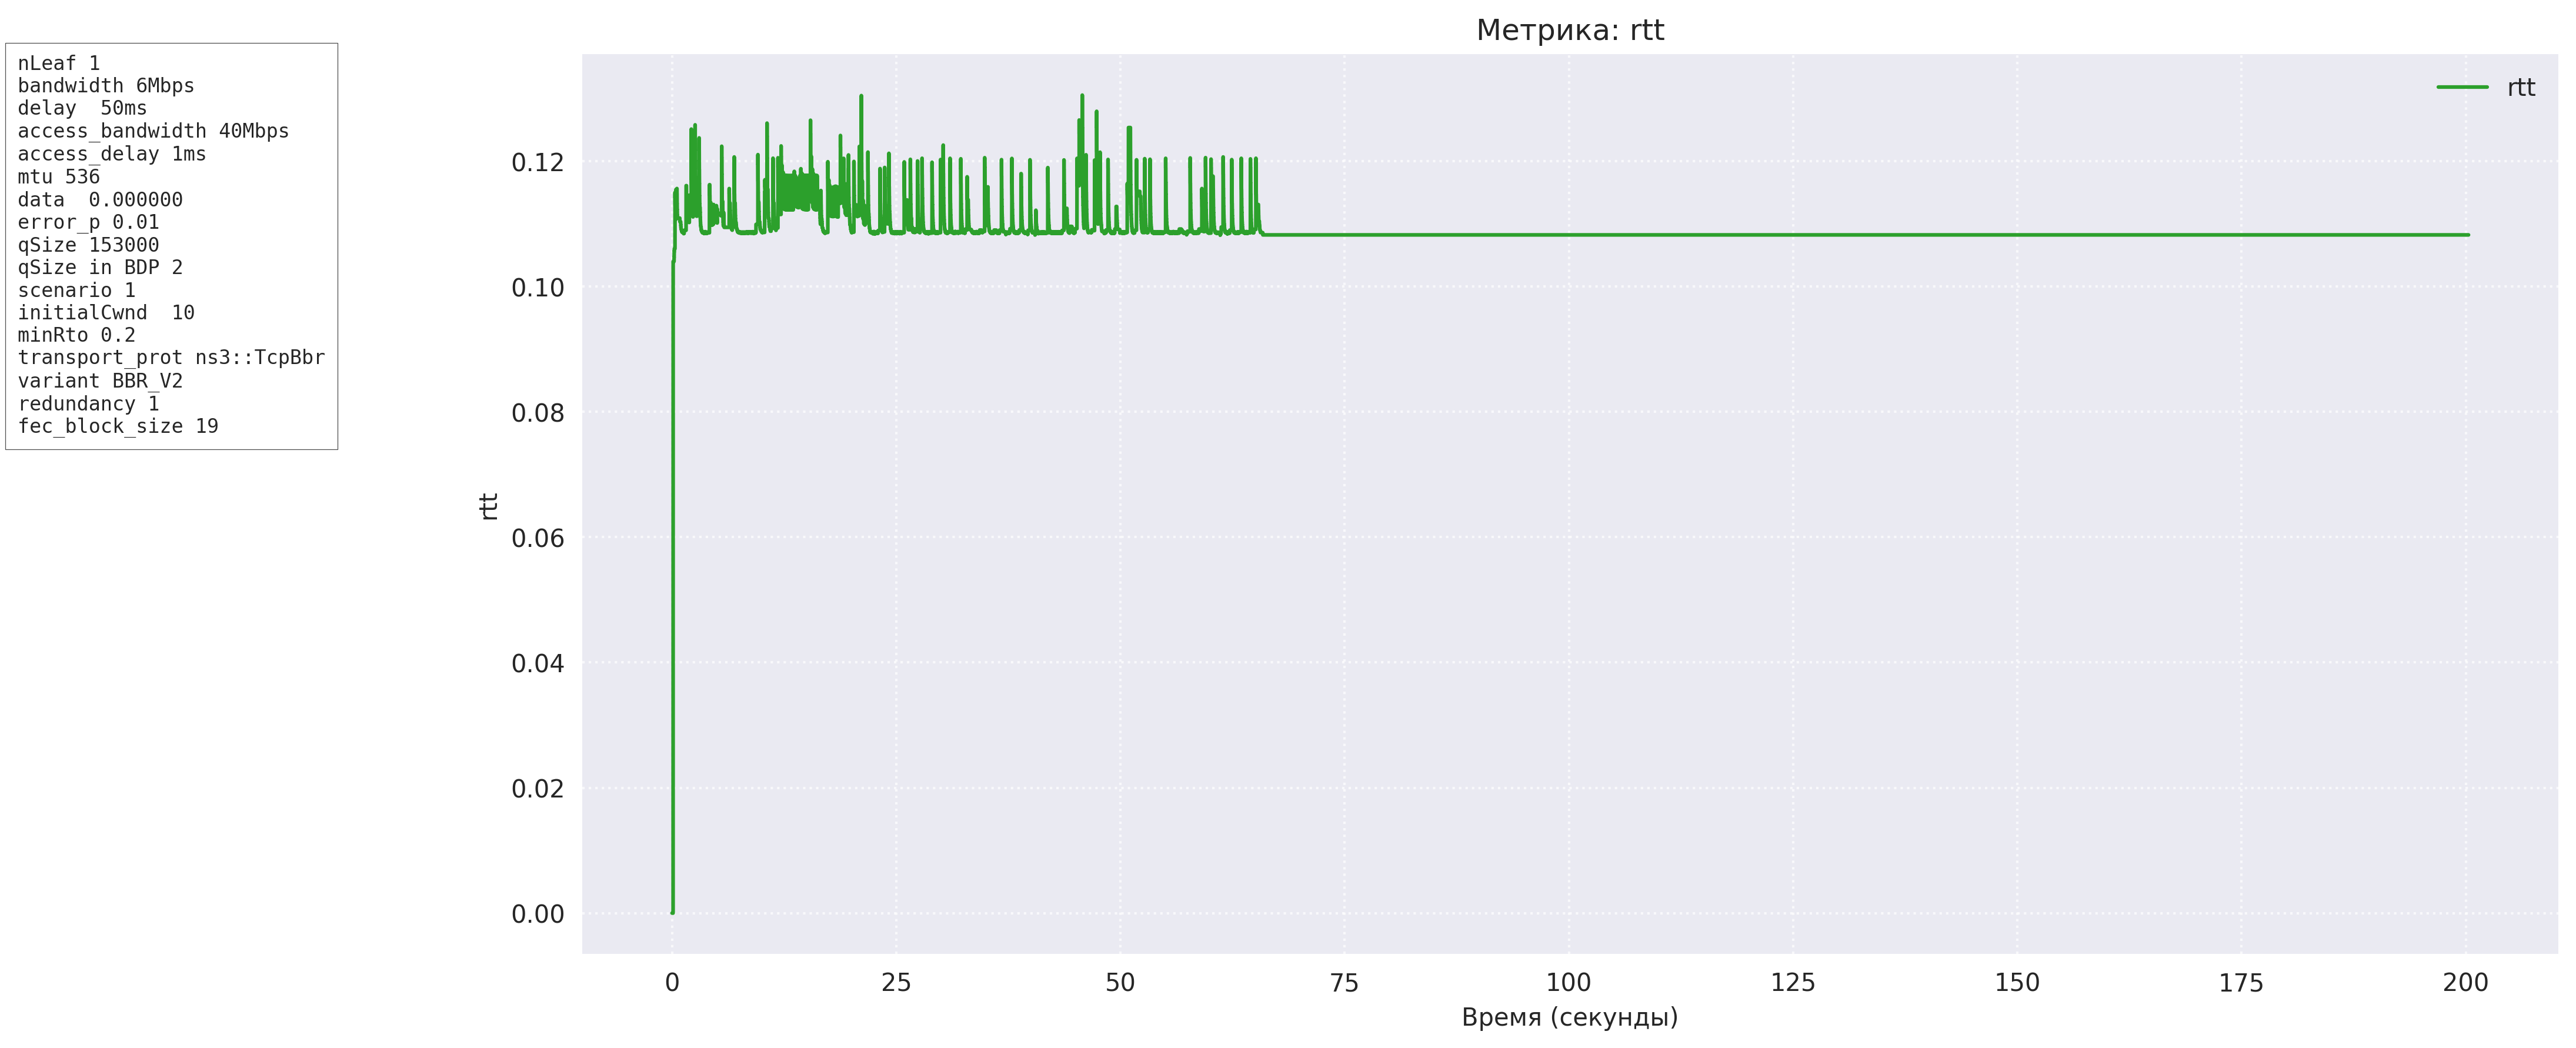 Метрика: rtt
nLeaf 1
bandwidth 6Mbps
delay  50ms
access_bandwidth 40Mbps
access_delay 1ms
mtu 536
data  0.000000
error_p 0.01
qSize 153000
qSize in BDP 2
scenario 1
initialCwnd  10
minRto 0.2
transport_prot ns3::TcpBbr
variant BBR_V2
redundancy 1
fec_block_size 19
rtt
rtt
0.12
0.10
0.08
0.06
0.04
0.02
0.00
0 25 50 75 100 125 150 175 200
Время (секунды)